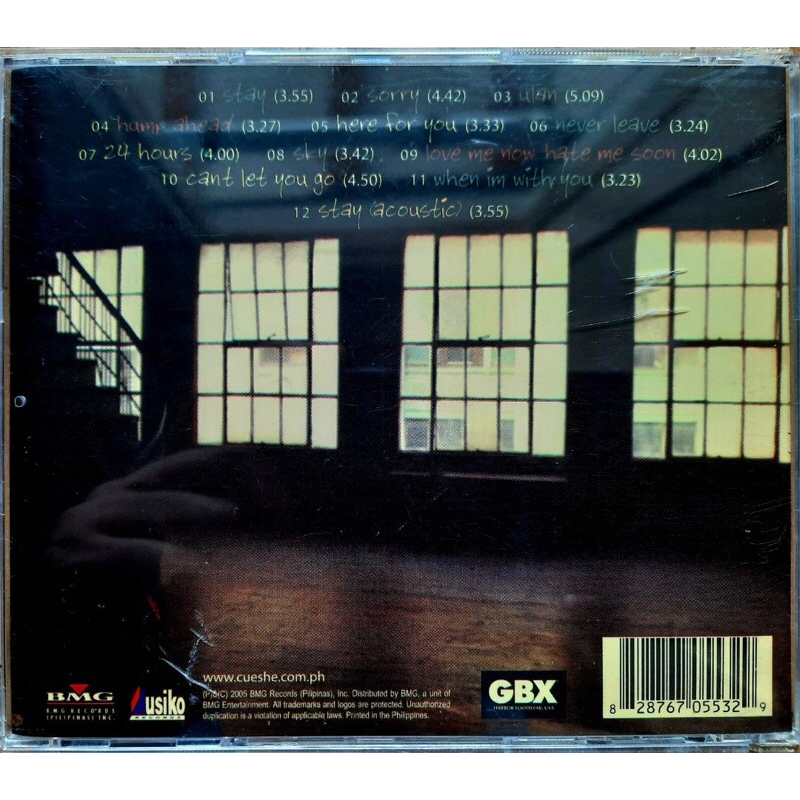 01 stay (3.55) 02 sorry (4.42) 03 ulan (5.09)
04 hump ahead (3.27) 05 here for you (3.33) 06 never leave (3.24)
07 24 hours (4.00) 08 sky (3,42) 09 love me now hate me soon (4.02)
10 cant let you go (4.50) 11 when im with you (3.23)
12 stay (acoustic) (3.55)
www.cueshe.com.ph
(P)&(C) 2005 BMG Records (Pilipinas), Inc. Distributed by BMG, a unit of
BMG Entertainment. All trademarks and logos are protected. Unauthorized
duplication is a violation of applicable laws. Printed in the Philippines.
BMG
BMG RECORDS
(PILIPINAS) INC.
Musiko
RECORDS
GBX
8 28767 05532 9